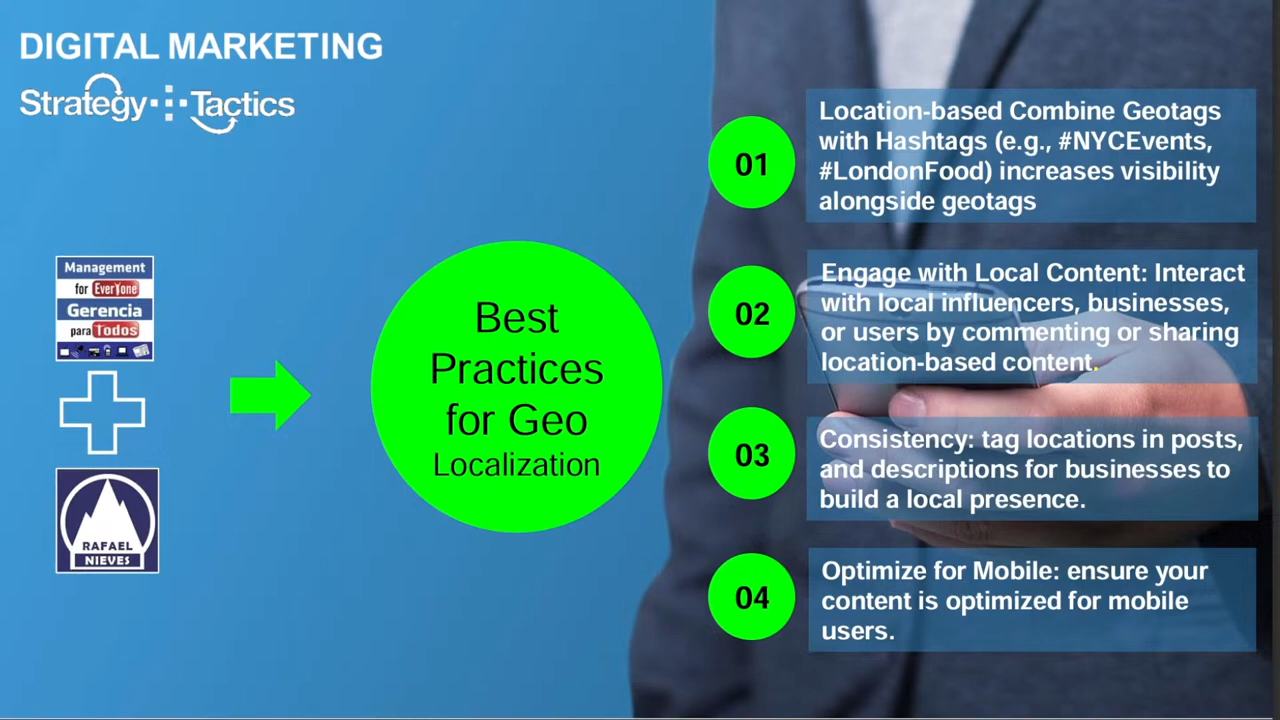 DIGITAL MARKETING
Strategy Tactics
Management
for EverYone
Gerencia
para Todos
RAFAEL
NIEVES
Best
Practices
for Geo
Localization
01
Location-based Combine Geotags
with Hashtags (e.g., #NYCEvents,
#LondonFood) increases visibility
alongside geotags
02
Engage with Local Content: Interact
with local influencers, businesses,
or users by commenting or sharing
location-based content.
03
Consistency: tag locations in posts,
and descriptions for businesses to
build a local presence.
04
Optimize for Mobile: ensure your
content is optimized for mobile
users.